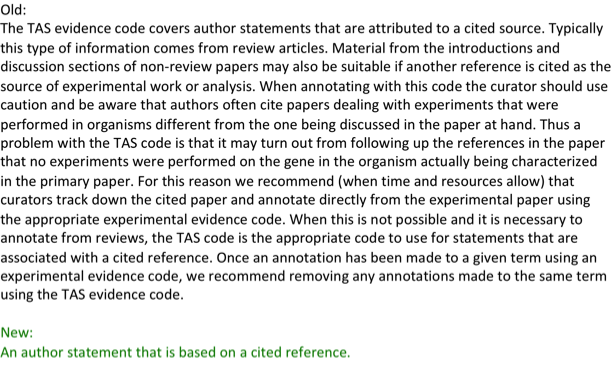 Old:
The TAS evidence code covers author statements that are attributed to a cited source. Typically
this type of information comes from review articles. Material from the introductions and
discussion sections of non-review papers may also be suitable if another reference is cited as the
source of experimental work or analysis. When annotating with this code the curator should use
caution and be aware that authors often cite papers dealing with experiments that were
performed in organisms different from the one being discussed in the paper at hand. Thus a
problem with the TAS code is that it may turn out from following up the references in the paper
that no experiments were performed on the gene in the organism actually being characterized
in the primary paper. For this reason we recommend (when time and resources allow) that
curators track down the cited paper and annotate directly from the experimental paper using
the appropriate experimental evidence code. When this is not possible and it is necessary to
annotate from reviews, the TAS code is the appropriate code to use for statements that are
associated with a cited reference. Once an annotation has been made to a given term using an
experimental evidence code, we recommend removing any annotations made to the same term
using the TAS evidence code.
New:
An author statement that is based on a cited reference.